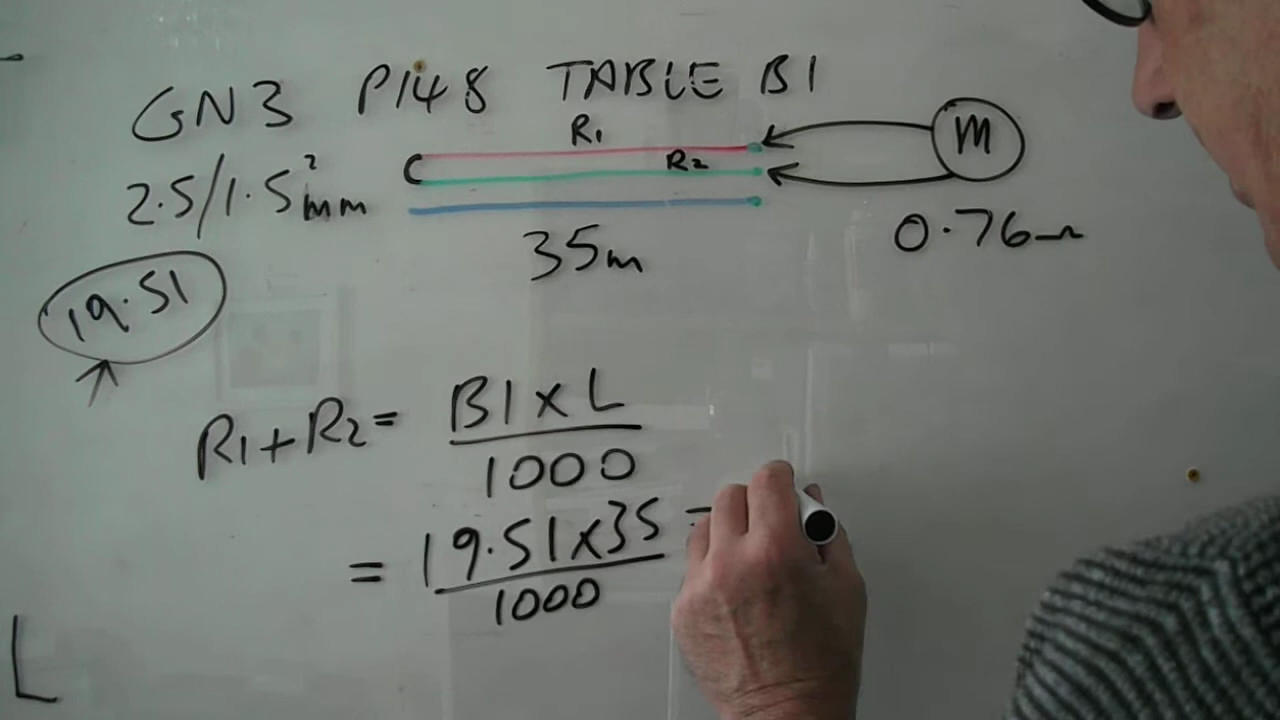 GN3 P148 TABLE B1
R1
R2
C
m
2.5/1.5mm²
35m
0.76Ω
19.51
R1+R2= B1 x L
1000
= 19.51x35 =
1000
L